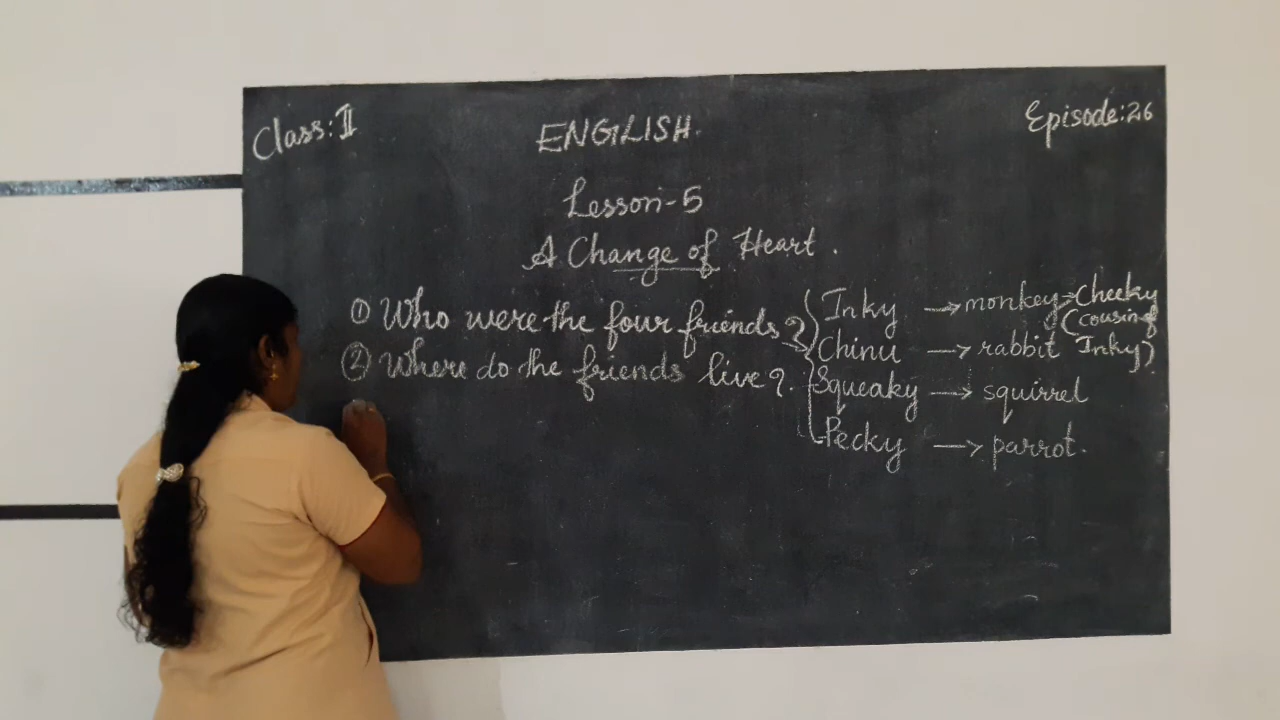 Class: II
ENGLISH.
Episode: 26
Lesson-5
A Change of Heart.
① Who were the four friends?
② Where do the friends live?.
Inky → monkey → Cheeky
(cousin of
Chinu → rabbit Inky)
Squeaky → squirrel
Pecky → parrot.